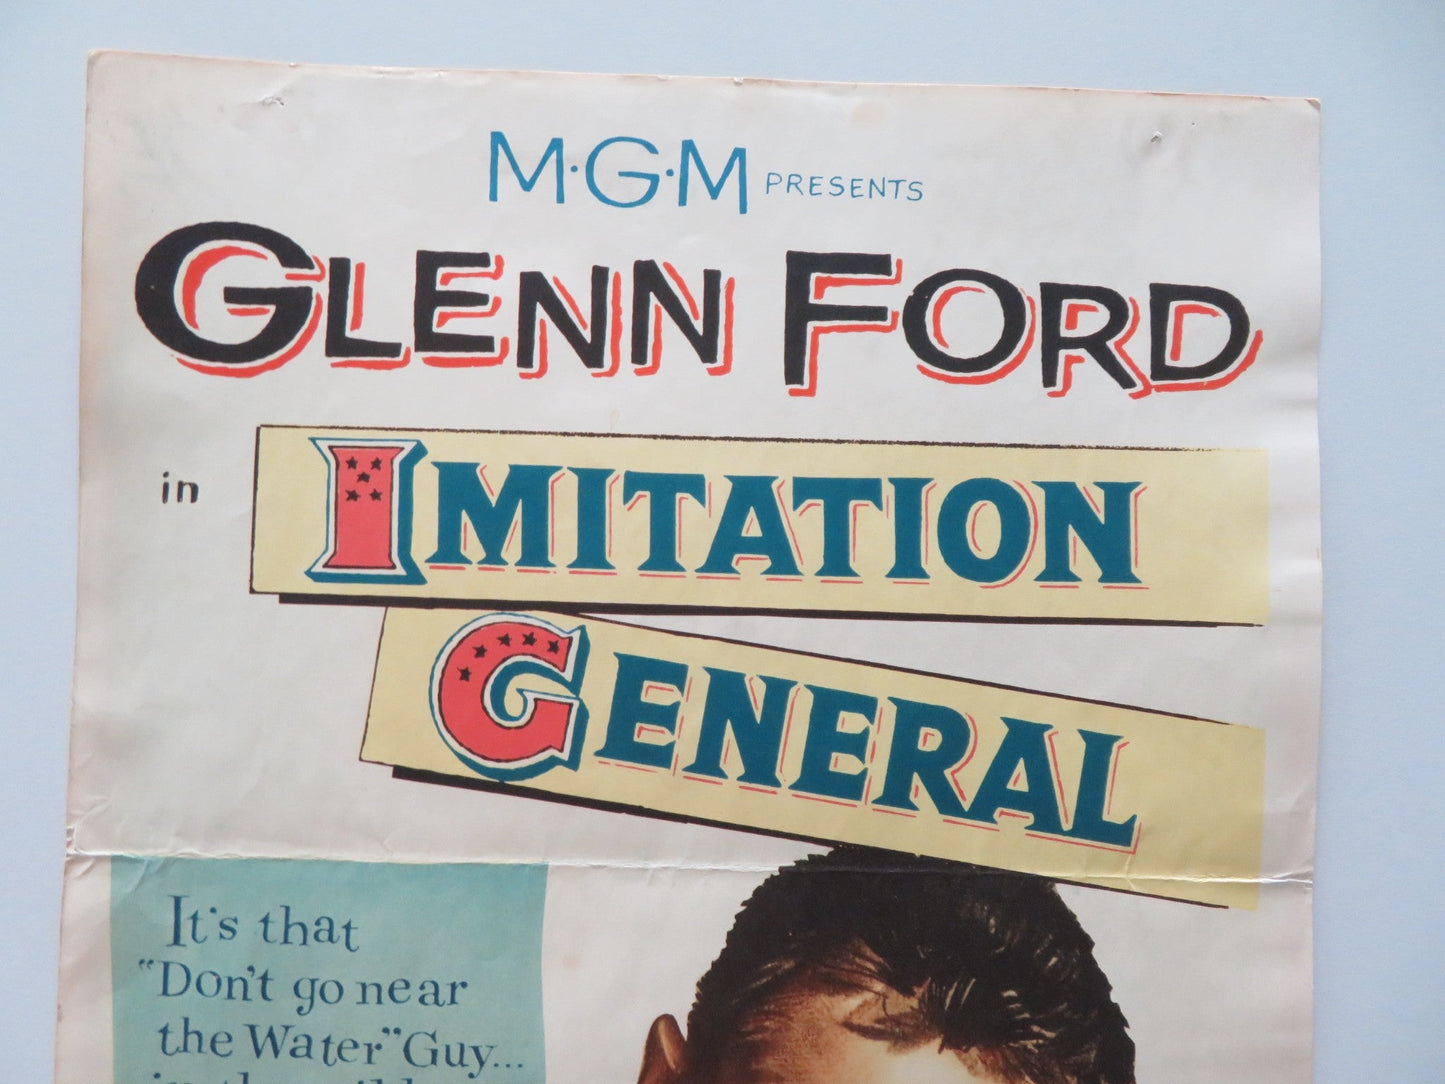 M·G·M PRESENTS
GLENN FORD
in IMITATION
GENERAL
It's that
"Don't go near
the Water" Guy...